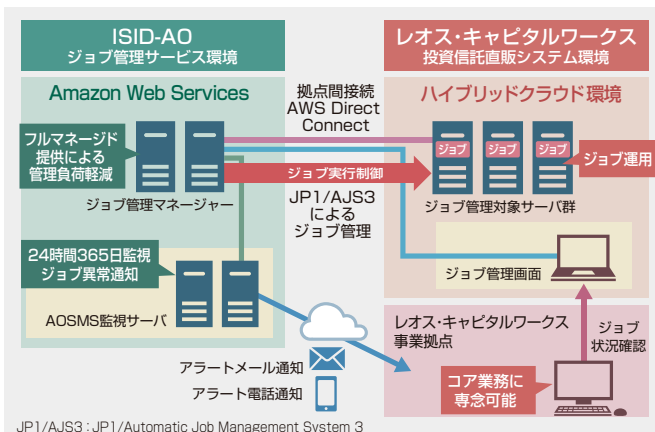 ISID-AO
ジョブ管理サービス環境
レオス・キャピタルワークス
投資信託直販システム環境
Amazon Web Services
拠点間接続
AWS Direct
Connect
ハイブリッドクラウド環境
フルマネージド
提供による
管理負荷軽減
ジョブ
ジョブ
ジョブ
ジョブ運用
ジョブ実行制御
ジョブ管理マネージャー
JP1/AJS3
による
ジョブ管理
ジョブ管理対象サーバ群
24時間365日監視
ジョブ異常通知
ジョブ管理画面
AOSMS監視サーバ
レオス・キャピタルワークス
事業拠点
ジョブ
状況確認
アラートメール通知
アラート電話通知
コア業務に
専念可能
JP1/AJS3：JP1/Automatic Job Management System 3